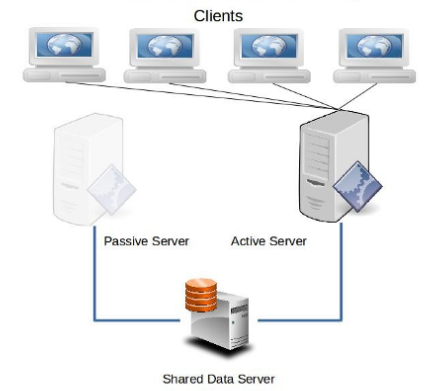 Clients
Passive Server
Active Server
Shared Data Server